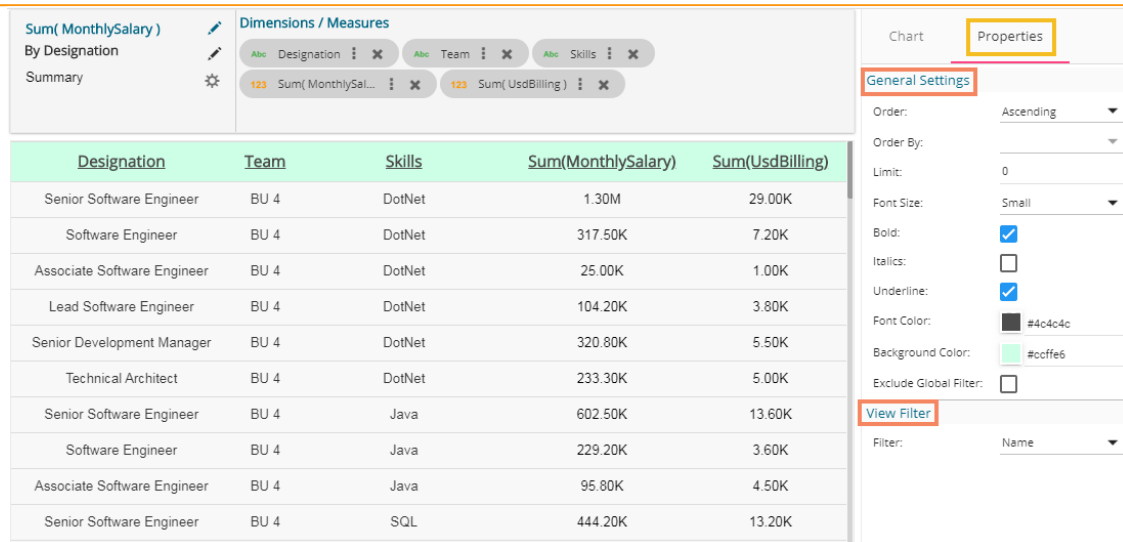 Sum( MonthlySalary )
By Designation
Summary
Dimensions / Measures
Abc Designation
Abc Team
Abc Skills
123 Sum( MonthlySal...
123 Sum( UsdBilling )
Designation Team Skills Sum(MonthlySalary) Sum(UsdBilling)
Senior Software Engineer BU 4 DotNet 1.30M 29.00K
Software Engineer BU 4 DotNet 317.50K 7.20K
Associate Software Engineer BU 4 DotNet 25.00K 1.00K
Lead Software Engineer BU 4 DotNet 104.20K 3.80K
Senior Development Manager BU 4 DotNet 320.80K 5.50K
Technical Architect BU 4 DotNet 233.30K 5.00K
Senior Software Engineer BU 4 Java 602.50K 13.60K
Software Engineer BU 4 Java 229.20K 3.60K
Associate Software Engineer BU 4 Java 95.80K 4.50K
Senior Software Engineer BU 4 SQL 444.20K 13.20K
Chart Properties
General Settings
Order: Ascending
Order By:
Limit: 0
Font Size: Small
Bold:
Italics:
Underline:
Font Color: #4c4c4c
Background Color: #ccffe6
Exclude Global Filter:
View Filter
Filter: Name